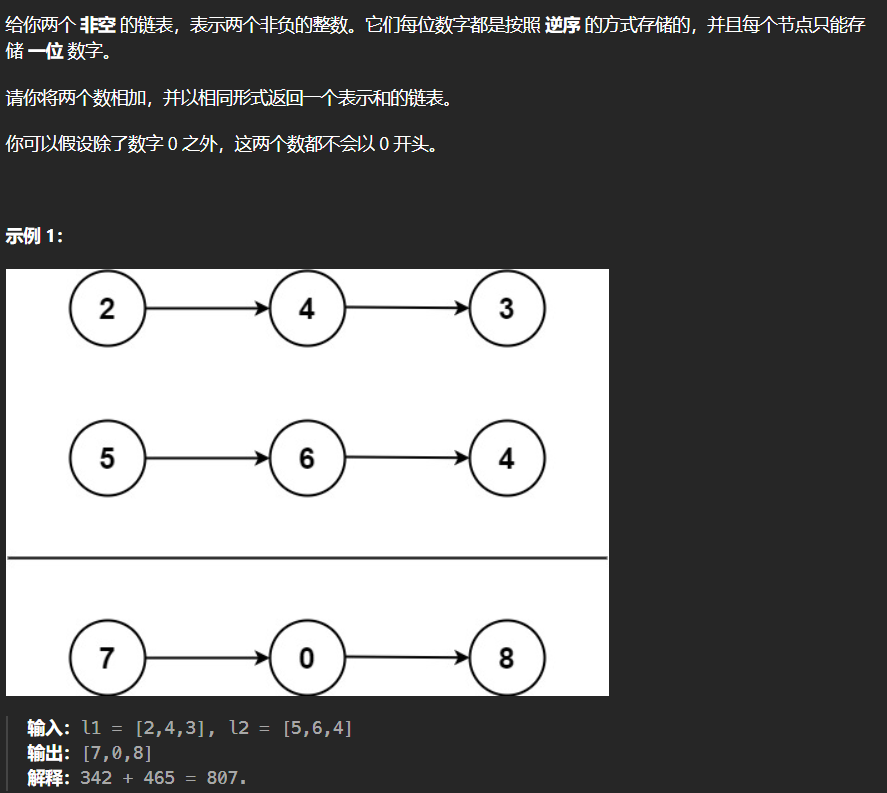 给你两个 非空 的链表，表示两个非负的整数。它们每位数字都是按照 逆序 的方式存储的，并且每个节点只能存
储 一位 数字。
请你将两个数相加，并以相同形式返回一个表示和的链表。
你可以假设除了数字 0 之外，这两个数都不会以 0 开头。
示例 1：
2 4 3
5 6 4
7 0 8
输入：l1 = [2,4,3], l2 = [5,6,4]
输出：[7,0,8]
解释：342 + 465 = 807.